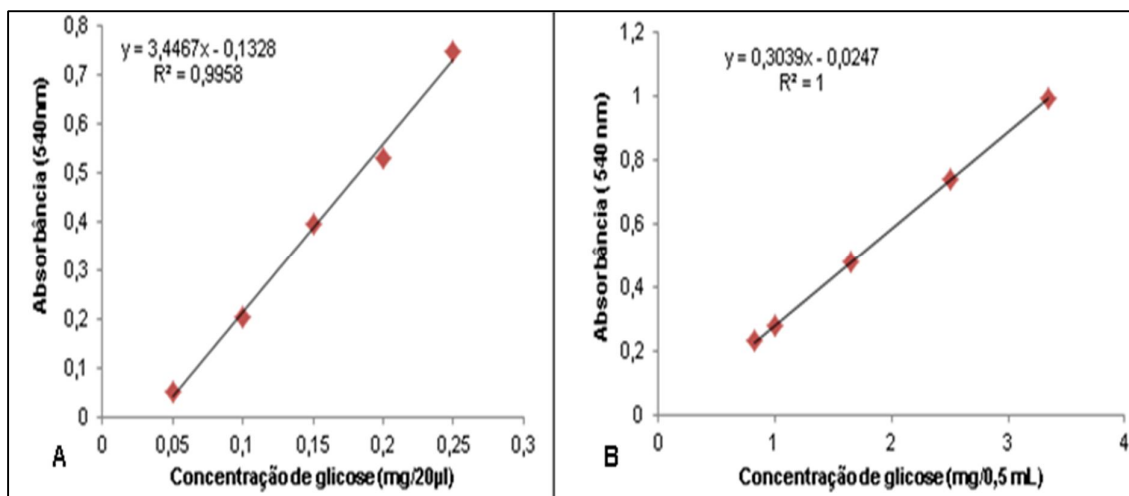 y = 3,4467x - 0,1328
R² = 0,9958
Absorbância (540nm)
0,8
0,7
0,6
0,5
0,4
0,3
0,2
0,1
0
0 0,05 0,1 0,15 0,2 0,25 0,3
Concentração de glicose (mg/20µl)
A
y = 0,3039x - 0,0247
R² = 1
Absorbância ( 540 nm)
1,2
1
0,8
0,6
0,4
0,2
0
0 1 2 3 4
Concentração de glicose (mg/0,5 mL)
B